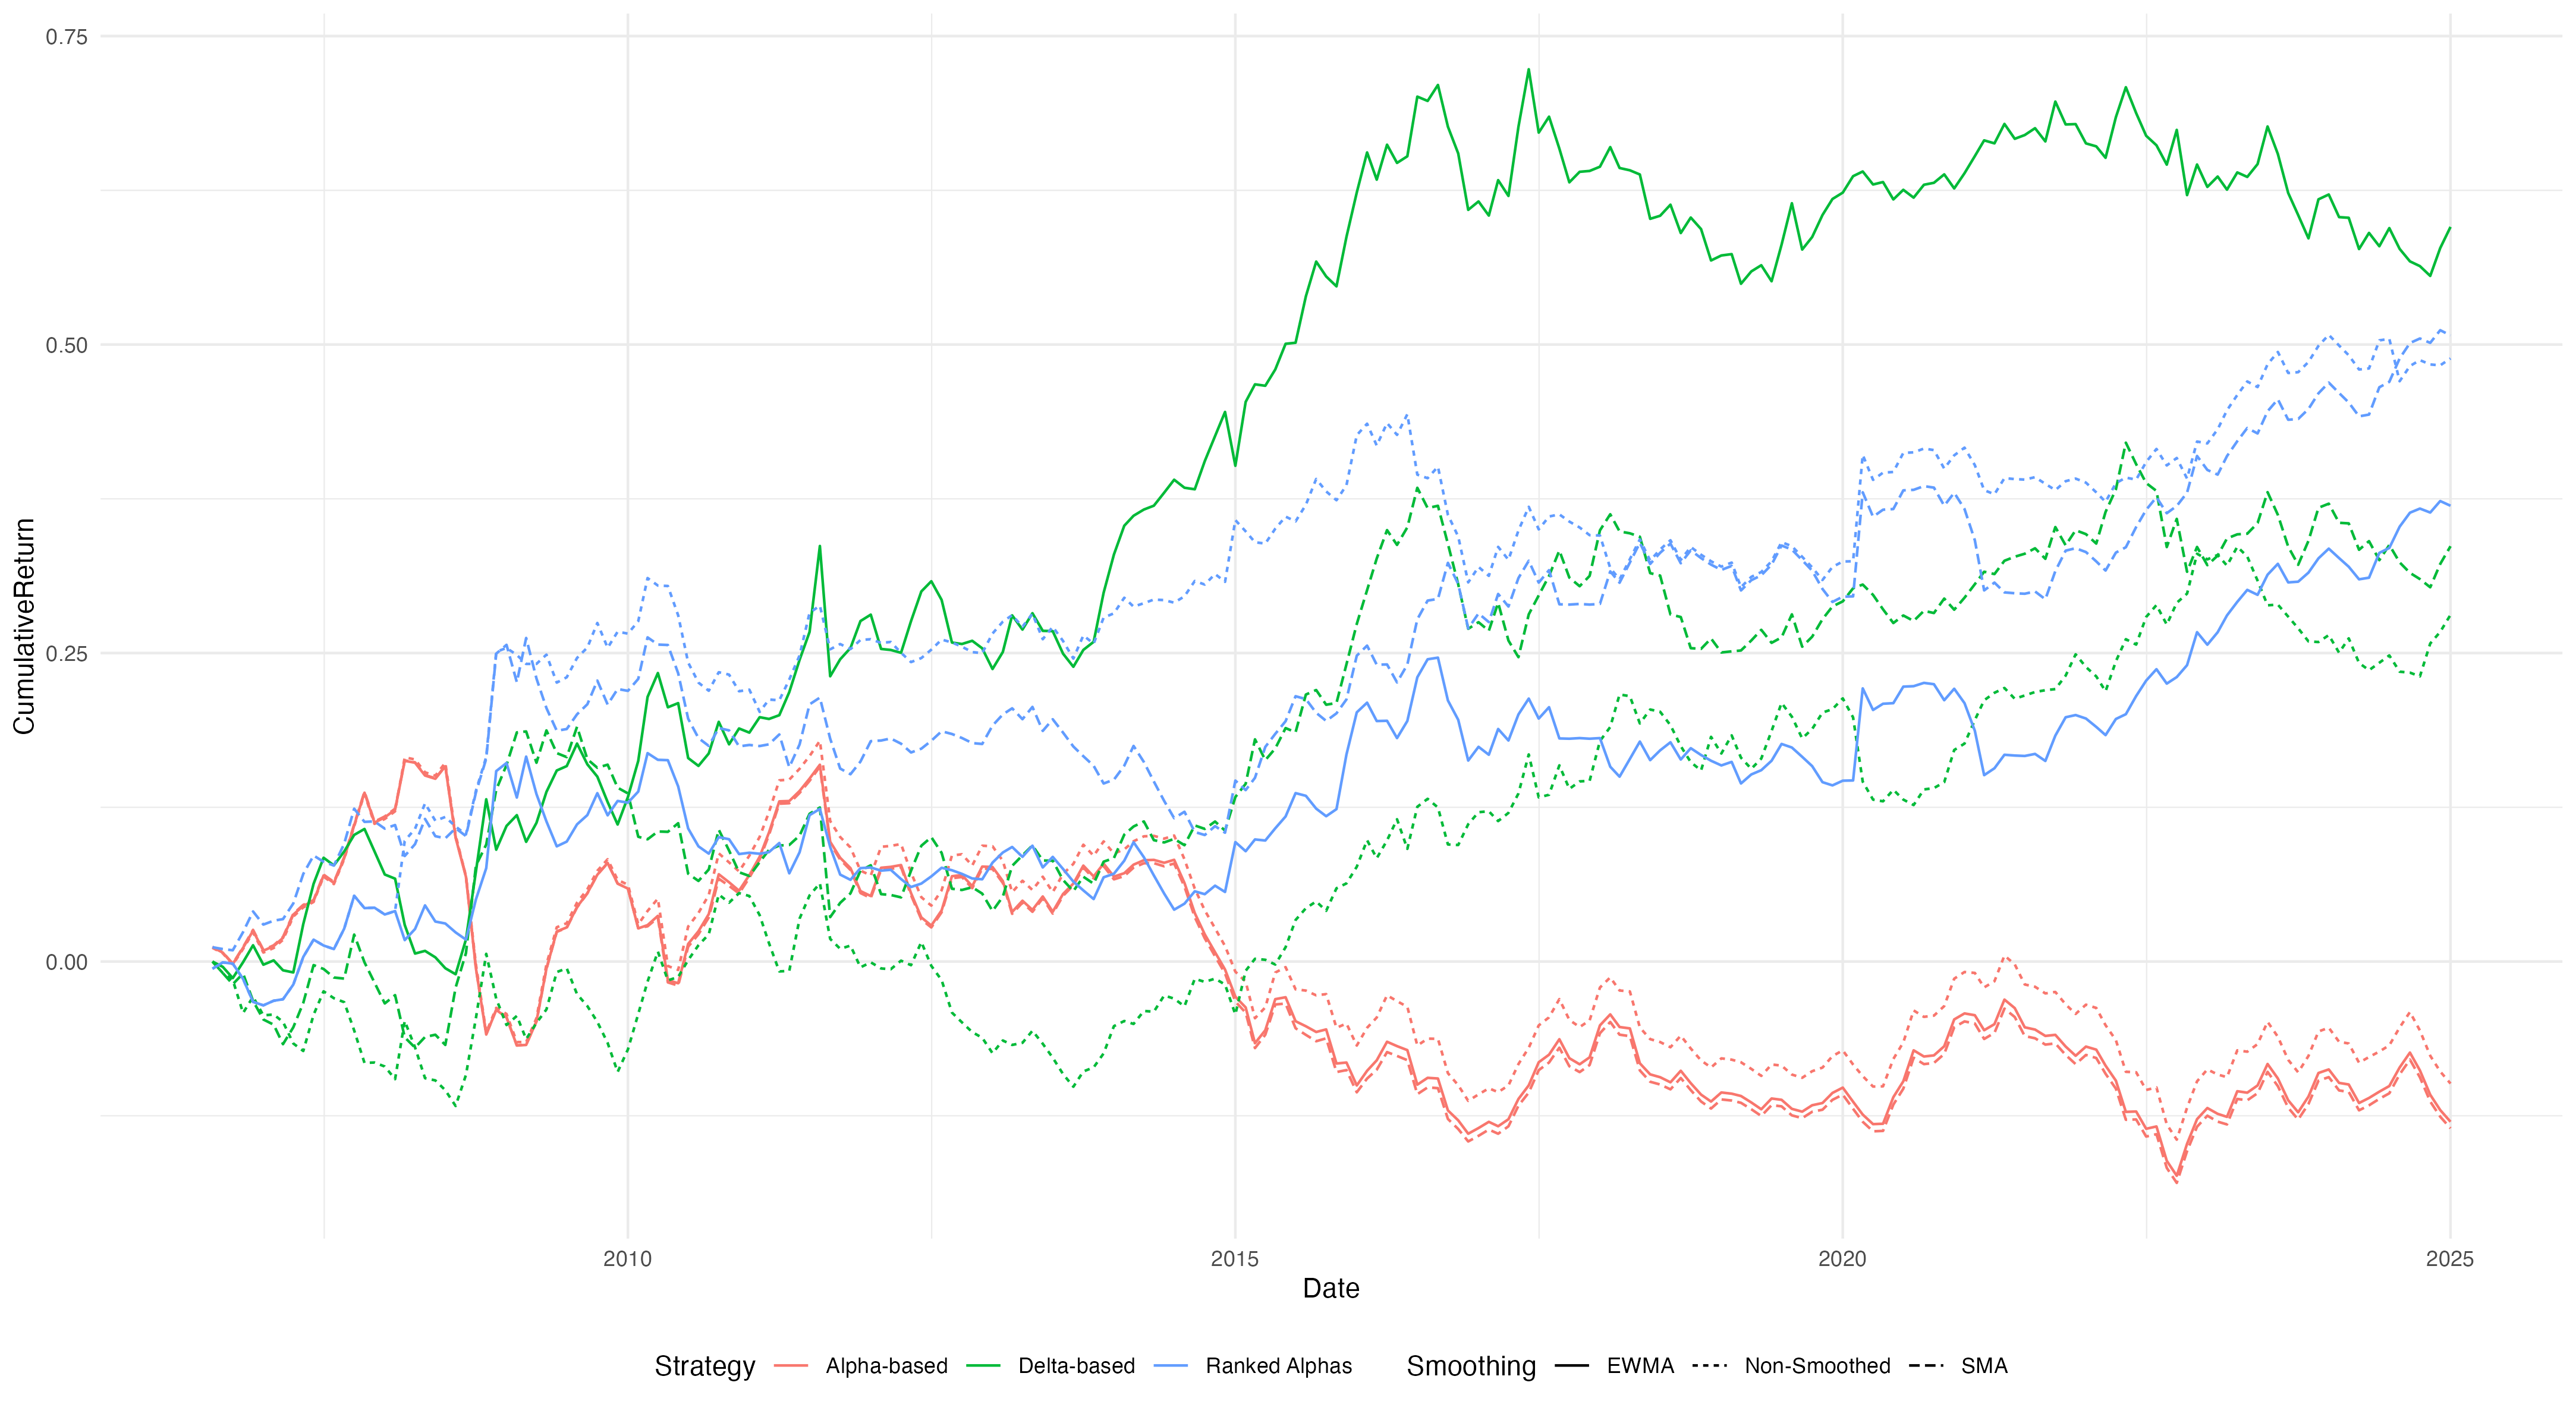 0.75
0.50
0.25
0.00
CumulativeReturn
2010 2015 2020 2025
Date
Strategy Alpha-based Delta-based Ranked Alphas Smoothing EWMA Non-Smoothed SMA